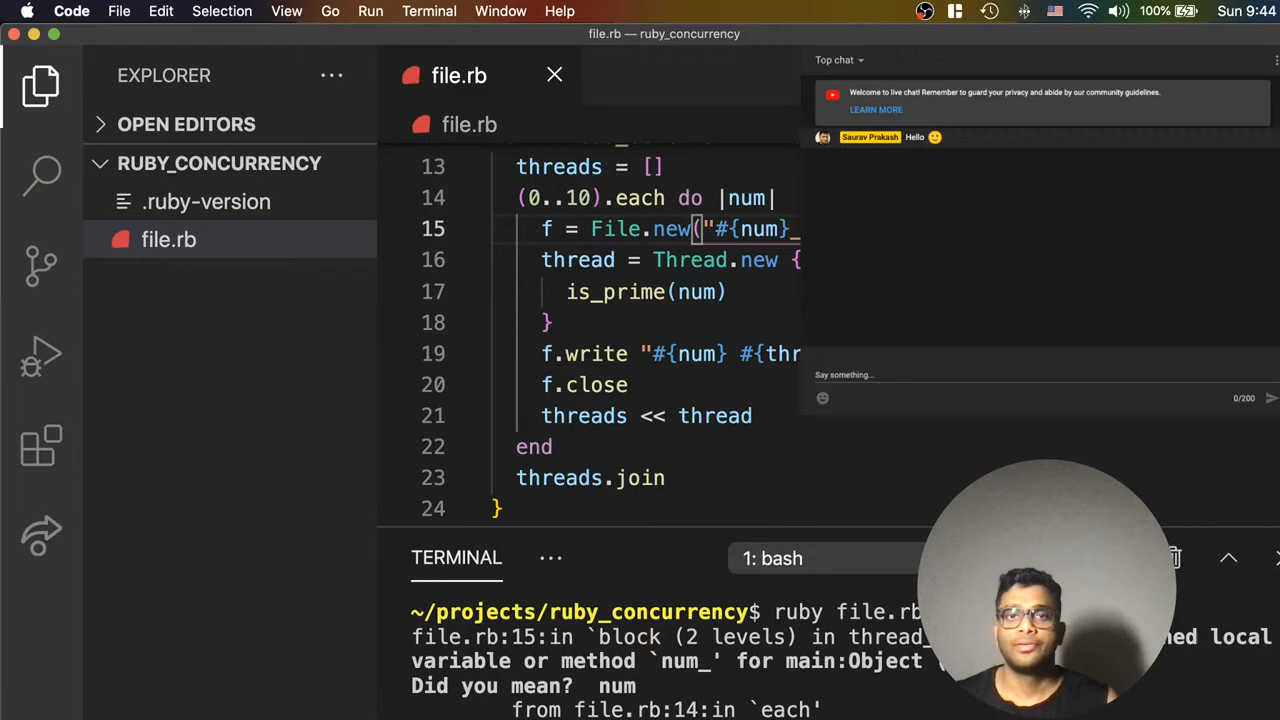 Code File Edit Selection View Go Run Terminal Window Help 100% Sun 9:44
file.rb — ruby_concurrency
EXPLORER
OPEN EDITORS
RUBY_CONCURRENCY
.ruby-version
file.rb
file.rb
file.rb
13 threads = []
14 (0..10).each do |num|
15 f = File.new("#{num}_
16 thread = Thread.new {
17 is_prime(num)
18 }
19 f.write "#{num} #{thr
20 f.close
21 threads << thread
22 end
23 threads.join
24 }
Top chat
Welcome to live chat! Remember to guard your privacy and abide by our community guidelines.
LEARN MORE
Saurav Prakash Hello 🙂
Say something...
0/200
TERMINAL
1: bash
~/projects/ruby_concurrency$ ruby file.rb
file.rb:15:in `block (2 levels) in thread_ local
variable or method `num_' for main:Object
Did you mean? num
from file.rb:14:in `each'